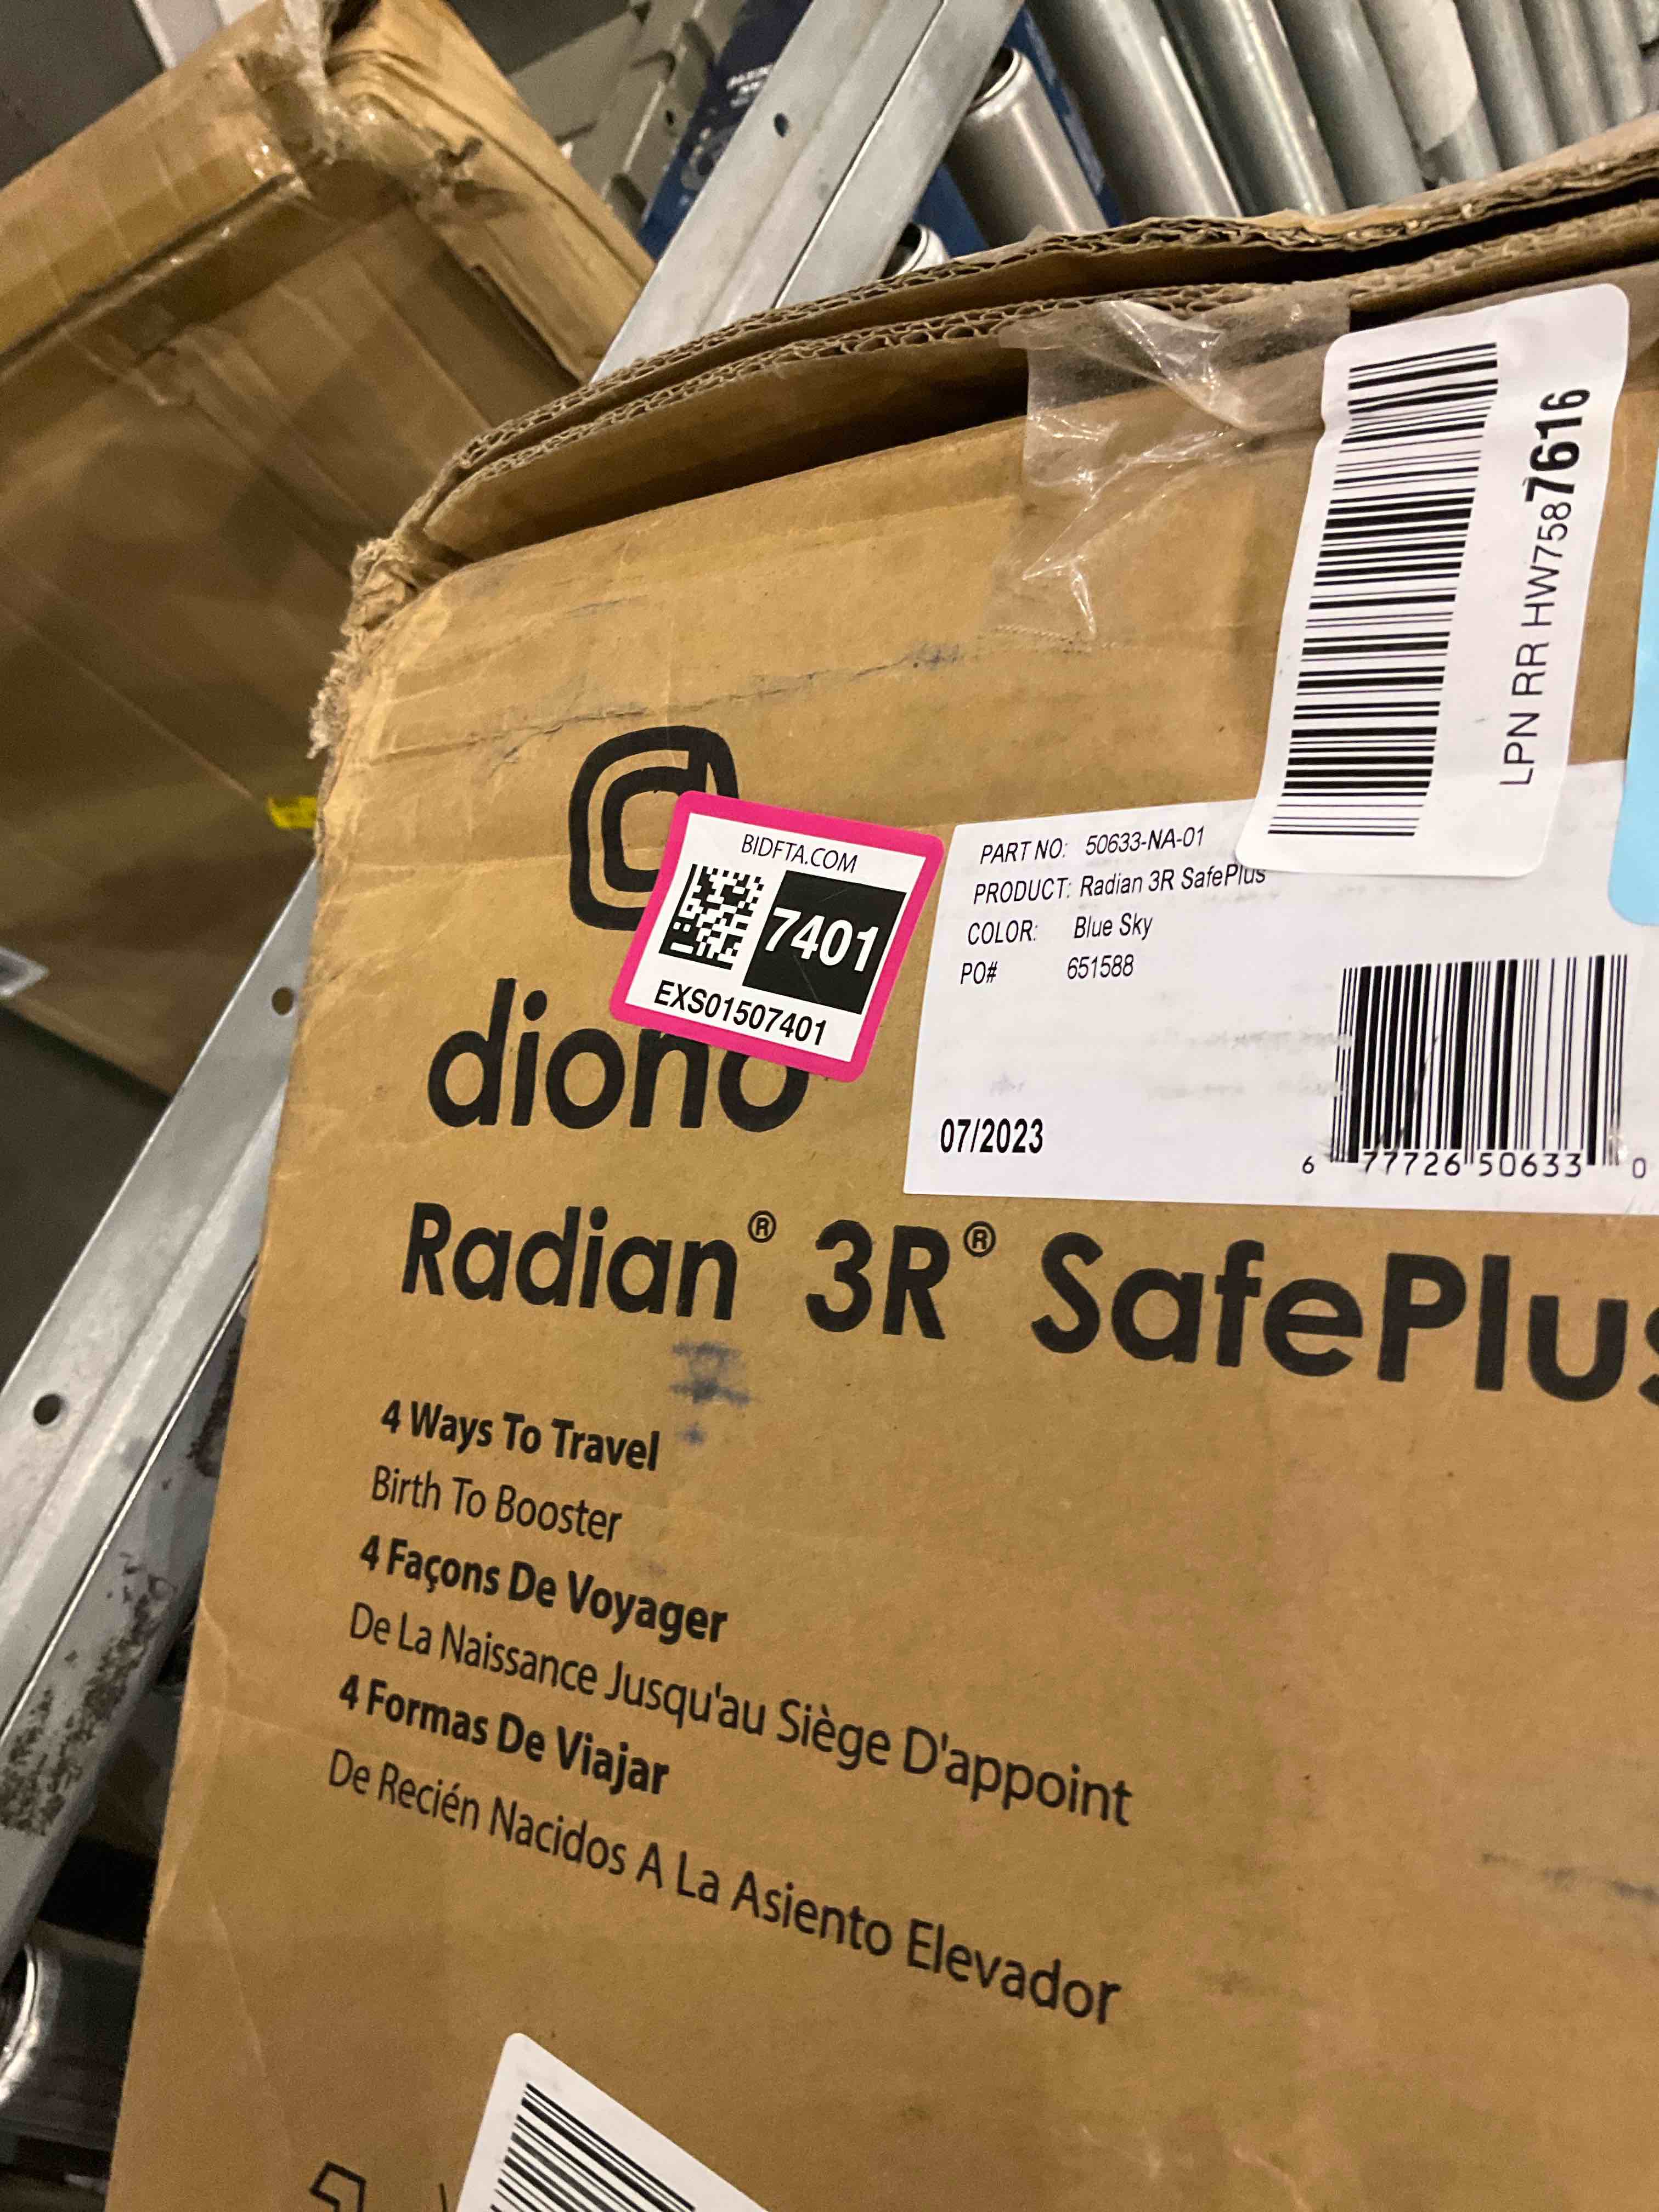 LPN RR HW7587616
BIDFTA.COM
7401
EXS01507401
diono
PART NO: 50633-NA-01
PRODUCT: Radian 3R SafePlus
COLOR: Blue Sky
PO# 651588
07/2023
6 77726 50633 0
Radian® 3R® SafePlus
4 Ways To Travel
Birth To Booster
4 Façons De Voyager
De La Naissance Jusqu'au Siège D'appoint
4 Formas De Viajar
De Recién Nacidos A La Asiento Elevador